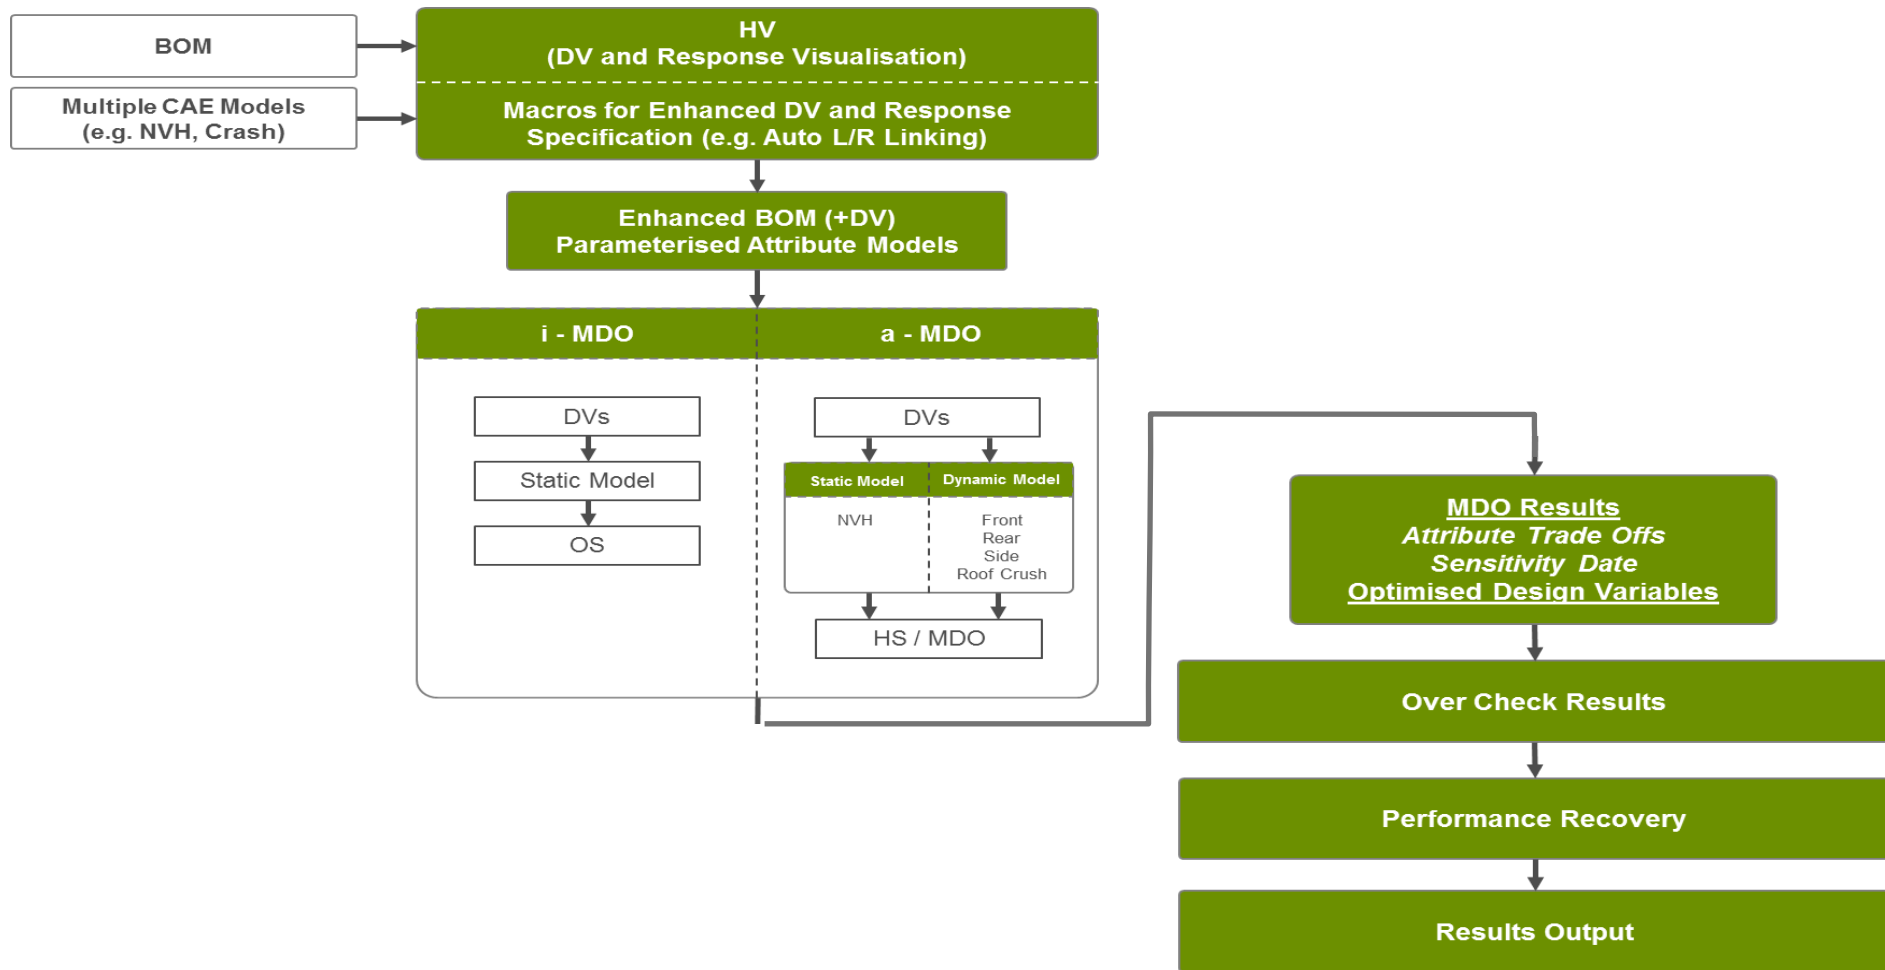 BOM
Multiple CAE Models
(e.g. NVH, Crash)
HV
(DV and Response Visualisation)
Macros for Enhanced DV and Response
Specification (e.g. Auto L/R Linking)
Enhanced BOM (+DV)
Parameterised Attribute Models
i - MDO
DVs
Static Model
OS
a - MDO
DVs
Static Model
NVH
Dynamic Model
Front
Rear
Side
Roof Crush
HS / MDO
MDO Results
Attribute Trade Offs
Sensitivity Date
Optimised Design Variables
Over Check Results
Performance Recovery
Results Output